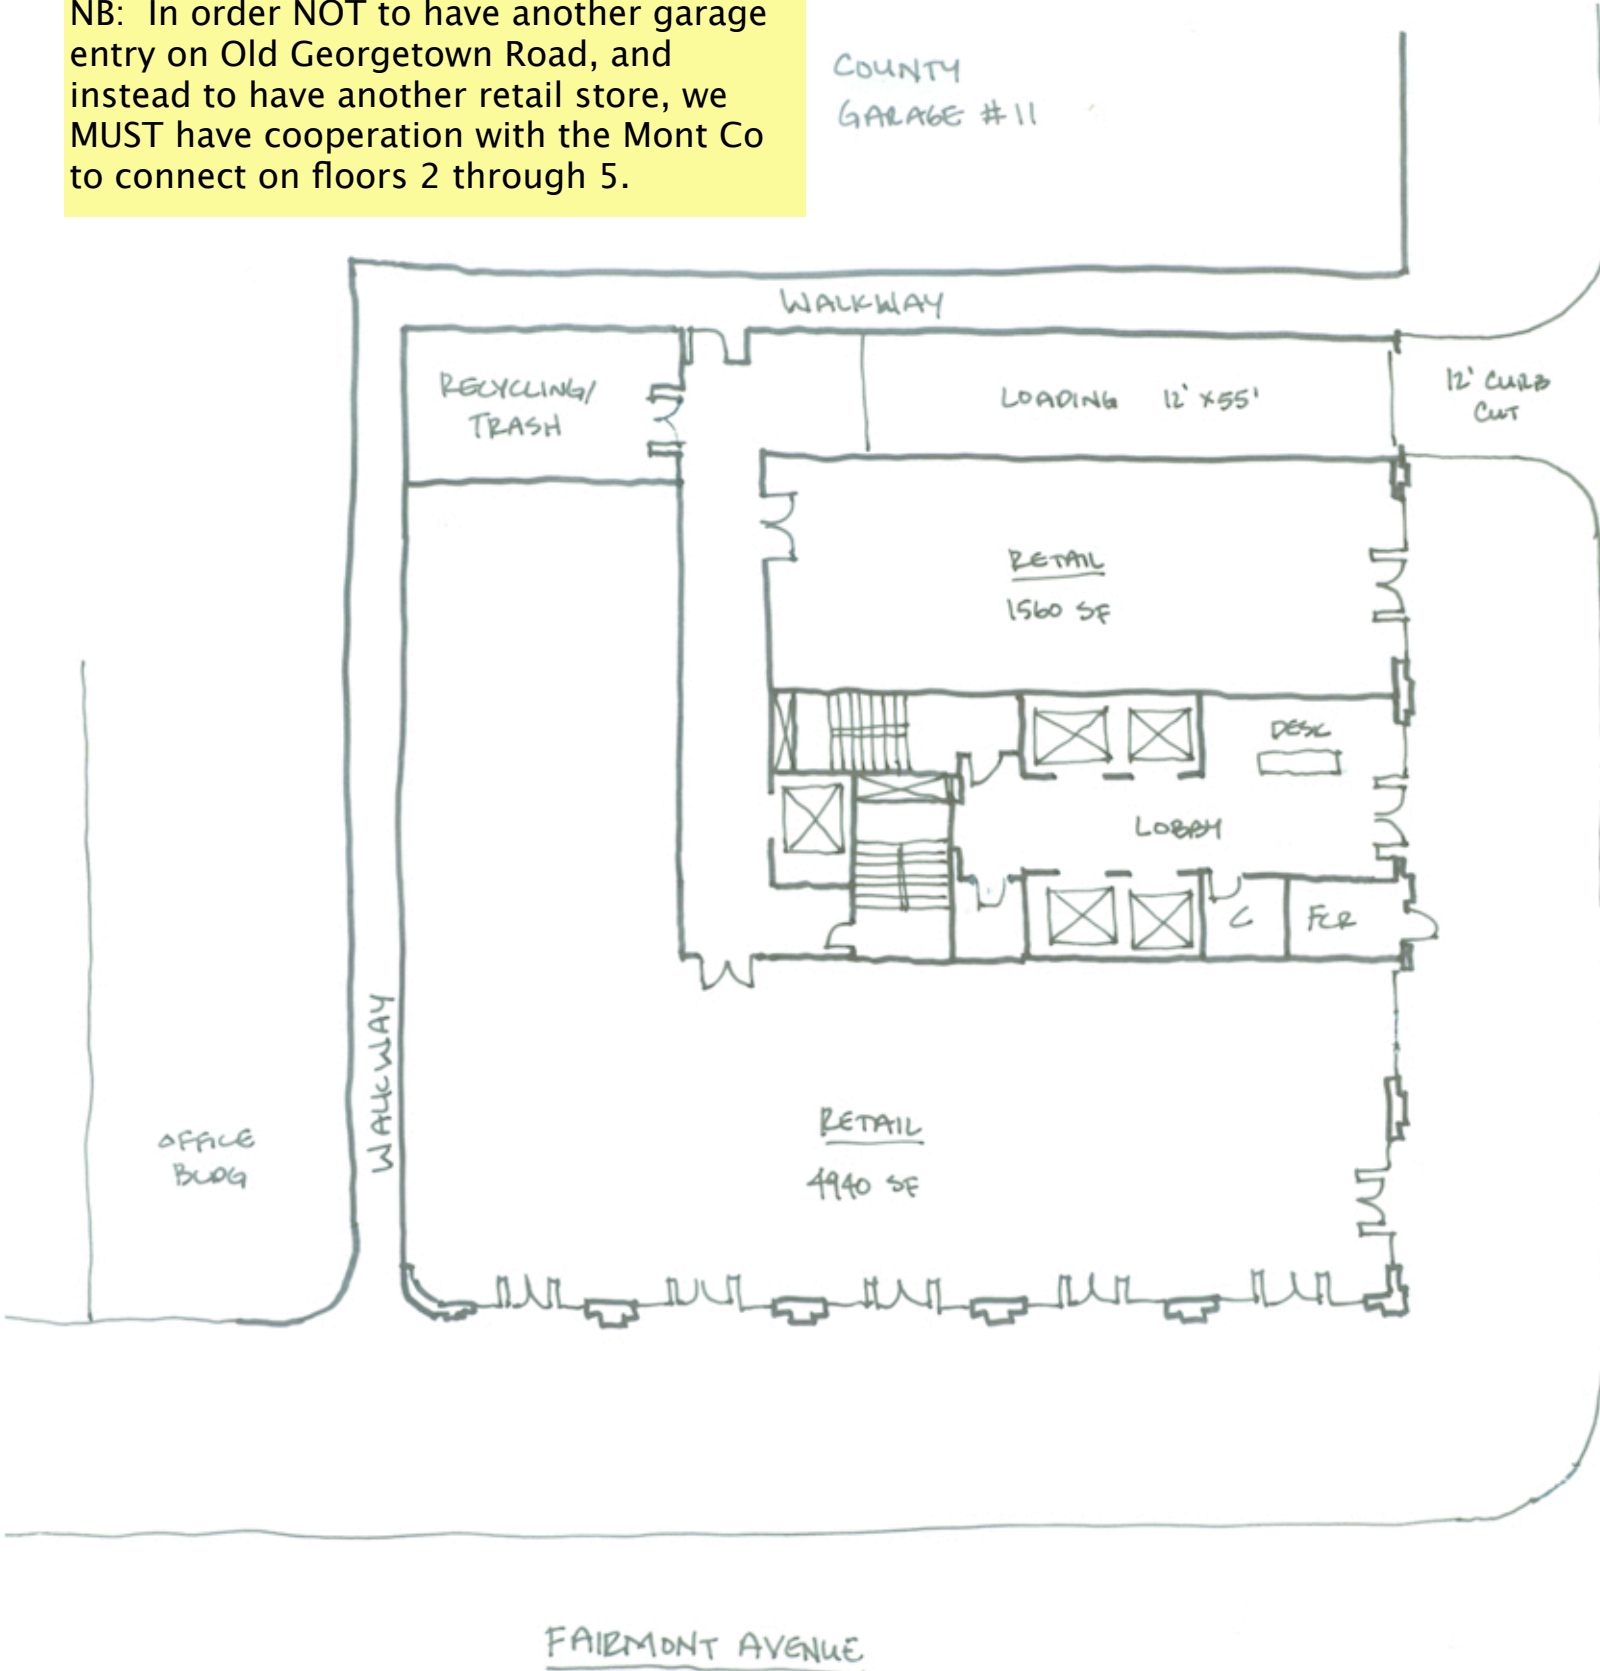 NB: In order NOT to have another garage
entry on Old Georgetown Road, and
instead to have another retail store, we
MUST have cooperation with the Mont Co
to connect on floors 2 through 5.
COUNTY
GARAGE #11
WALKWAY
RECYCLING/
TRASH
LOADING 12' X 55'
12' CURB
CUT
RETAIL
1560 SF
DESK
LOBBY
C
FCR
WALKWAY
OFFICE
BLDG
RETAIL
4940 SF
FAIRMONT AVENUE